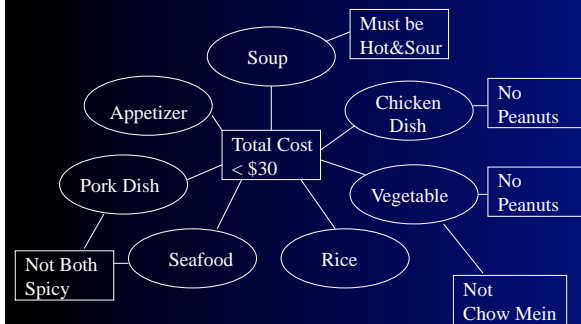 Must be
Hot&Sour
Soup
No
Peanuts
Chicken
Dish
Appetizer
Total Cost
< $30
No
Peanuts
Pork Dish
Vegetable
Not Both
Spicy
Seafood
Rice
Not
Chow Mein